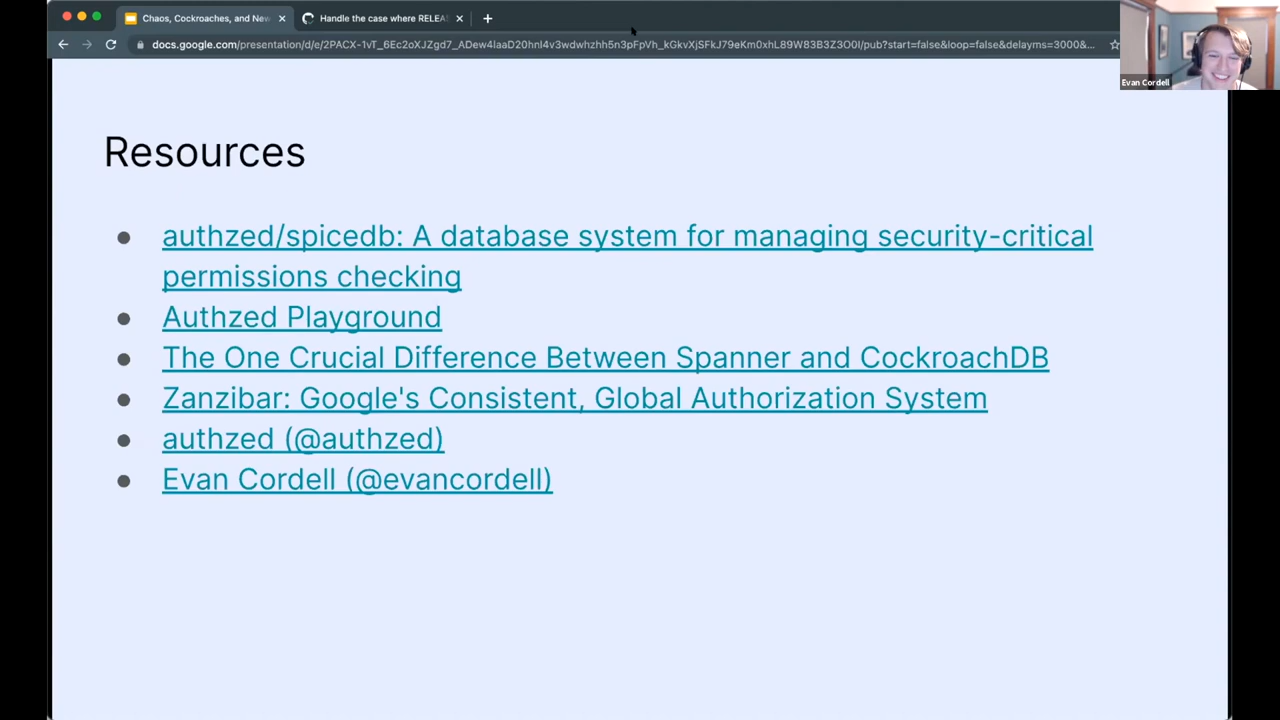 Chaos, Cockroaches, and New
Handle the case where RELEA
docs.google.com/presentation/d/e/2PACX-1vT_6Ec2oXJZgd7_ADew4laaD20hnI4v3wdwhzhh5n3pFpVh_kGkvXjSFkJ79eKm0xhL89W83B3Z3O0I/pub?start=false&loop=false&delayms=3000&...
Evan Cordell
Resources
authzed/spicedb: A database system for managing security-critical
permissions checking
Authzed Playground
The One Crucial Difference Between Spanner and CockroachDB
Zanzibar: Google's Consistent, Global Authorization System
authzed (@authzed)
Evan Cordell (@evancordell)